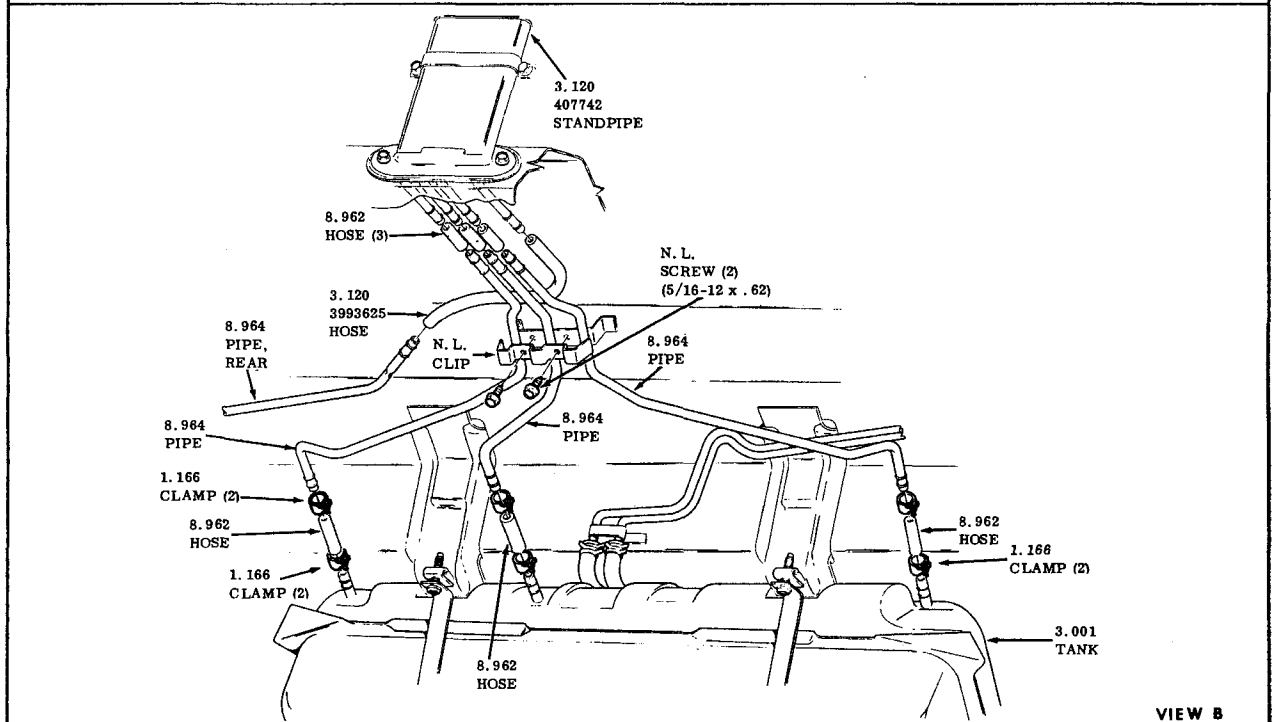 3.120
407742
STANDPIPE
8.962
HOSE (3)
N. L.
SCREW (2)
(5/16-12 x .62)
3.120
3993625
HOSE
8.964
PIPE,
REAR
N. L.
CLIP
8.964
PIPE
8.964
PIPE
8.964
PIPE
1.166
CLAMP (2)
8.962
HOSE
8.962
HOSE
1.166
CLAMP (2)
1.166
CLAMP (2)
3.001
TANK
8.962
HOSE
VIEW B